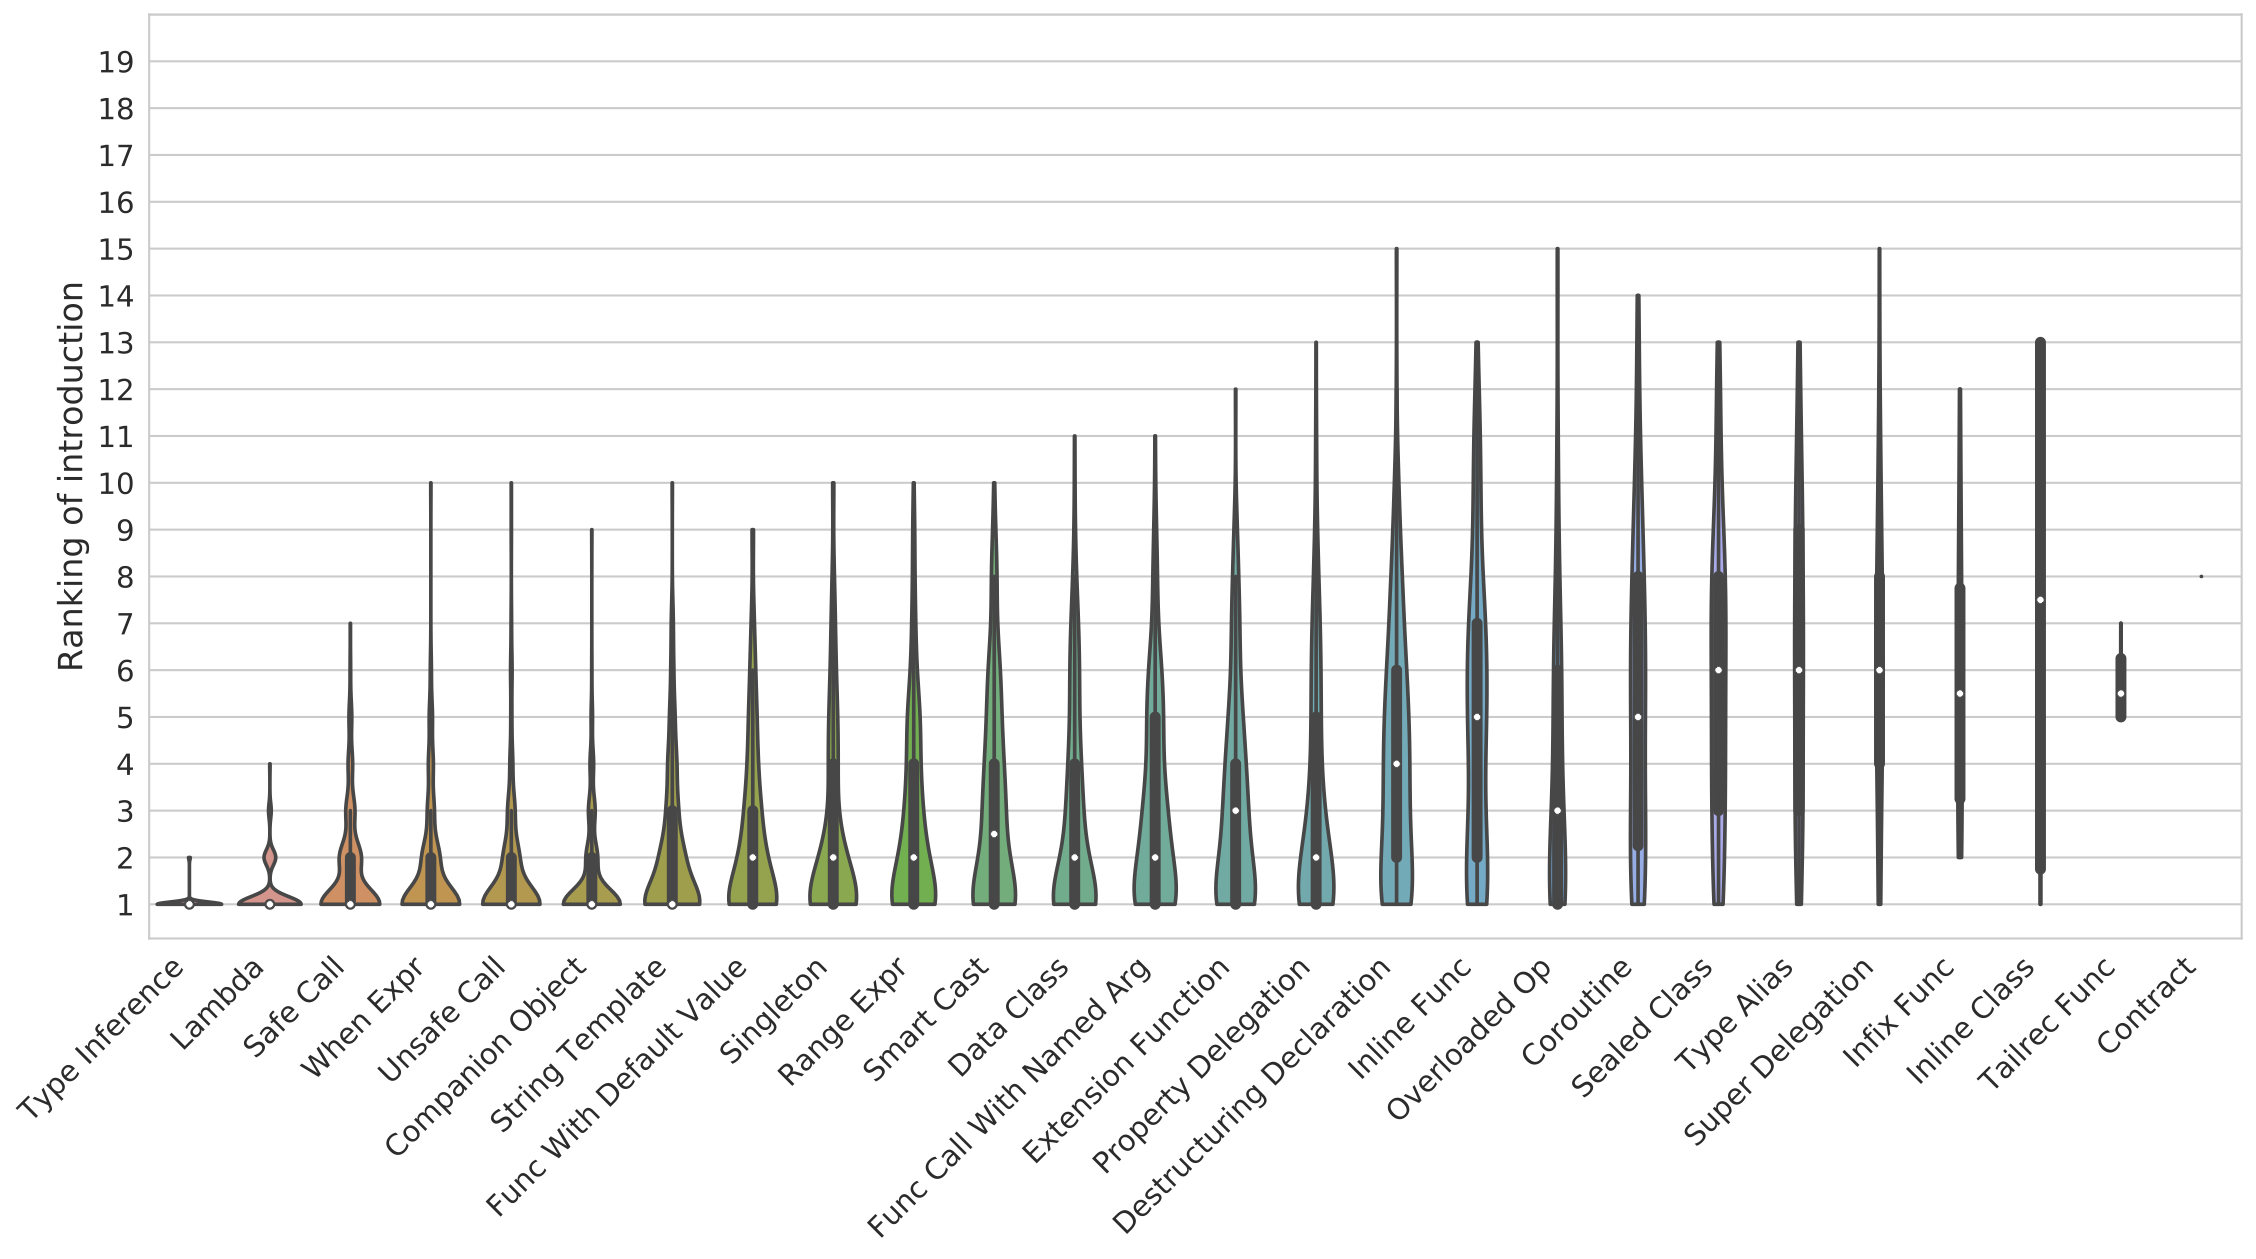 Ranking of introduction
19
18
17
16
15
14
13
12
11
10
9
8
7
6
5
4
3
2
1
Type Inference
Lambda
Safe Call
When Expr
Unsafe Call
Companion Object
String Template
Func With Default Value
Singleton
Range Expr
Smart Cast
Data Class
Func Call With Named Arg
Extension Function
Property Delegation
Destructuring Declaration
Inline Func
Overloaded Op
Coroutine
Sealed Class
Type Alias
Super Delegation
Infix Func
Inline Class
Tailrec Func
Contract